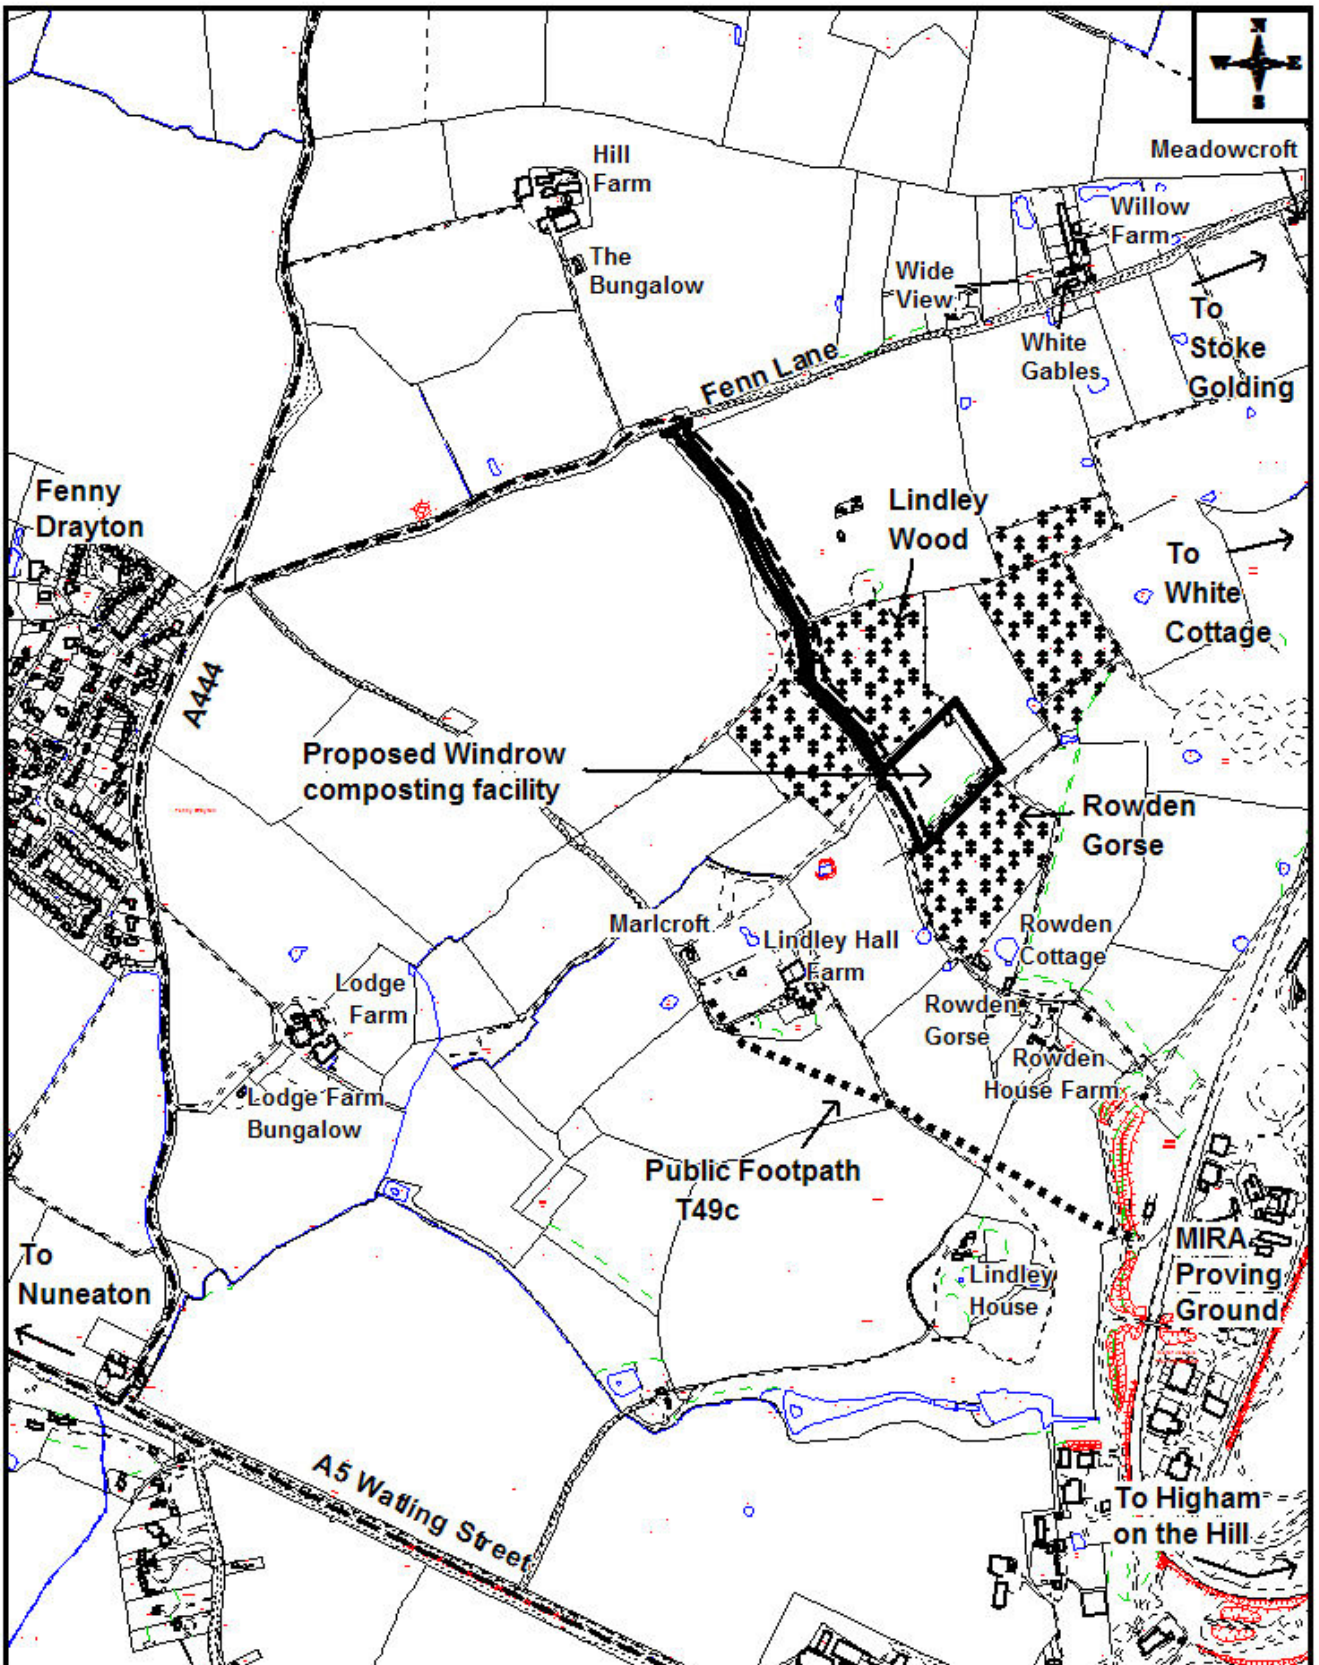 N
W E
S
Meadowcroft
Hill
Farm
Willow
Farm
The
Bungalow
Wide
View
To
Stoke
Golding
White
Gables
Fenn Lane
Fenny
Drayton
Lindley
Wood
To
White
Cottage
A444
Proposed Windrow
composting facility
Rowden
Gorse
Marlcroft
Lindley Hall
Farm
Rowden
Cottage
Lodge
Farm
Rowden
Gorse
Rowden
House Farm
Lodge Farm
Bungalow
Public Footpath
T49c
To
Nuneaton
MIRA
Proving
Ground
Lindley
House
A5 Watling Street
To Higham
on the Hill